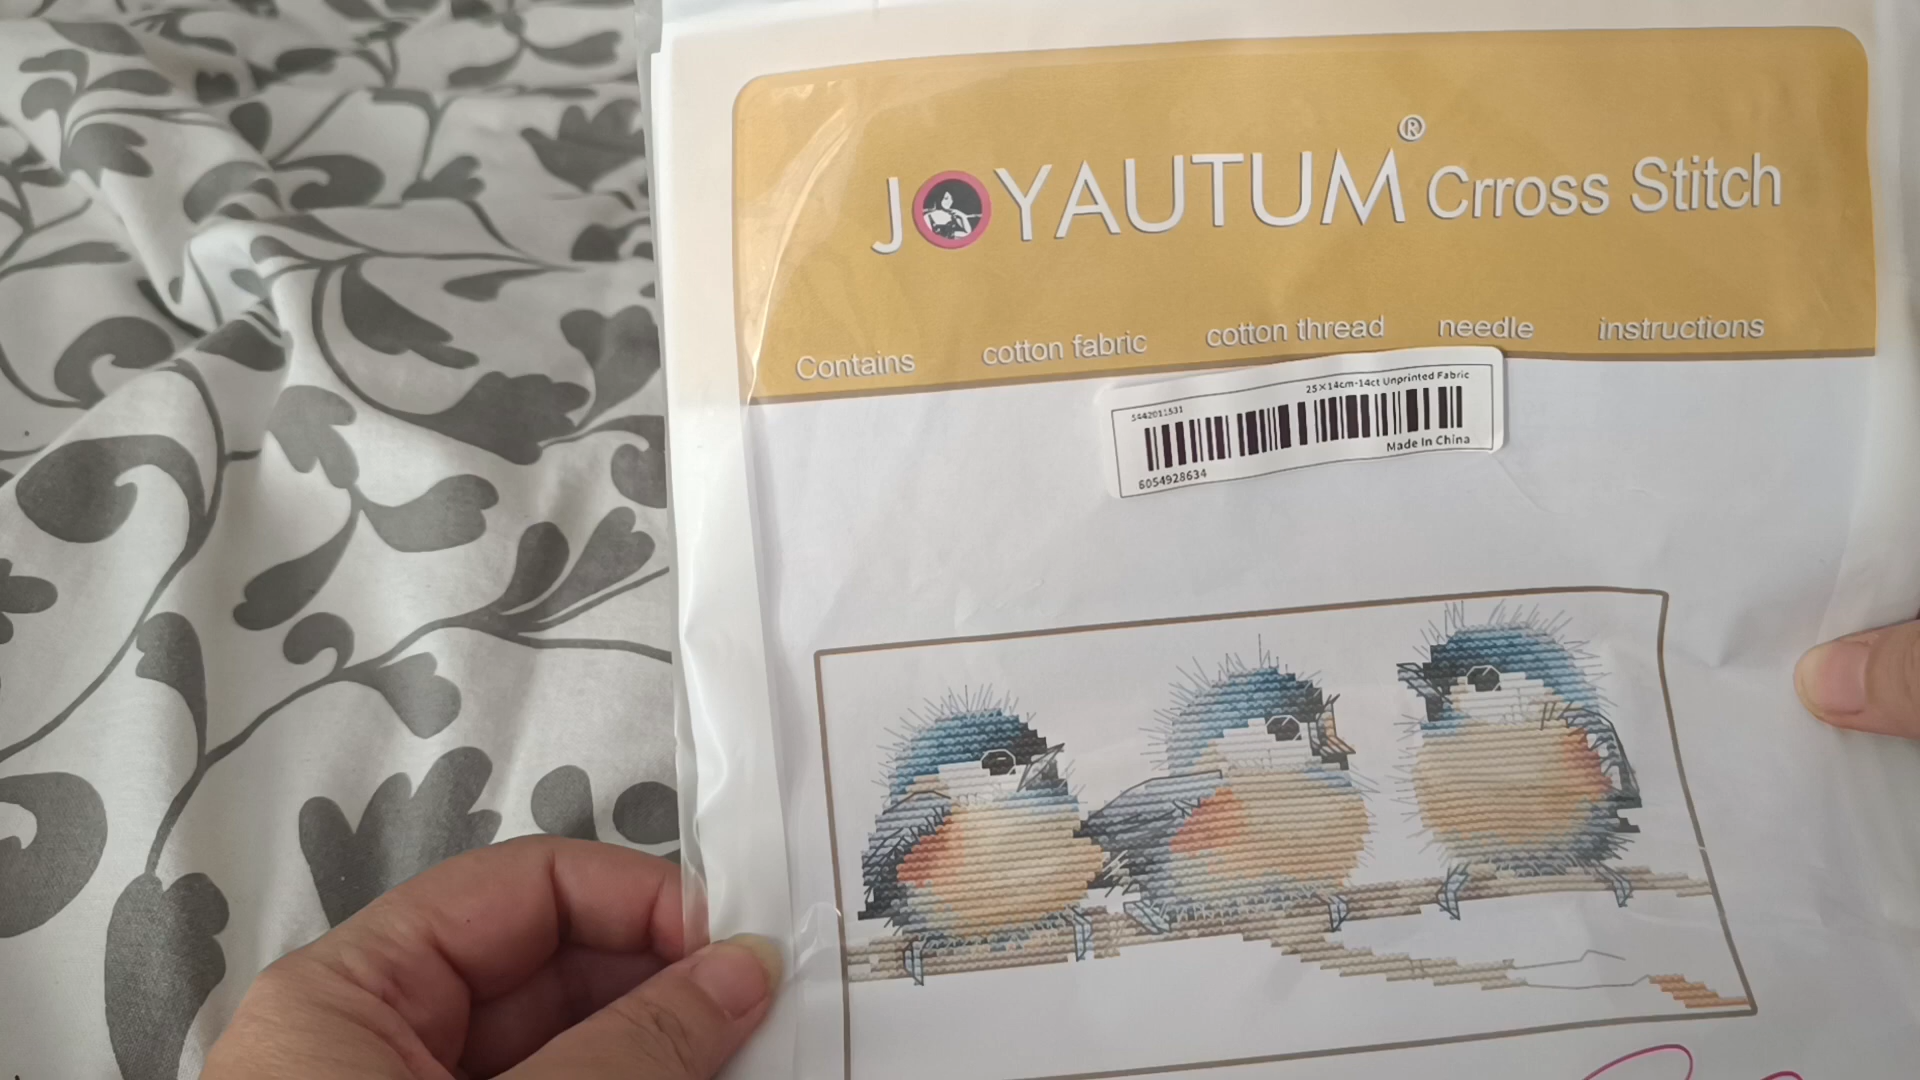 JOYAUTUM® Crross Stitch
Contains cotton fabric cotton thread needle instructions
25×14cm-14ct Unprinted Fabric
5442011531
Made In China
6054928634